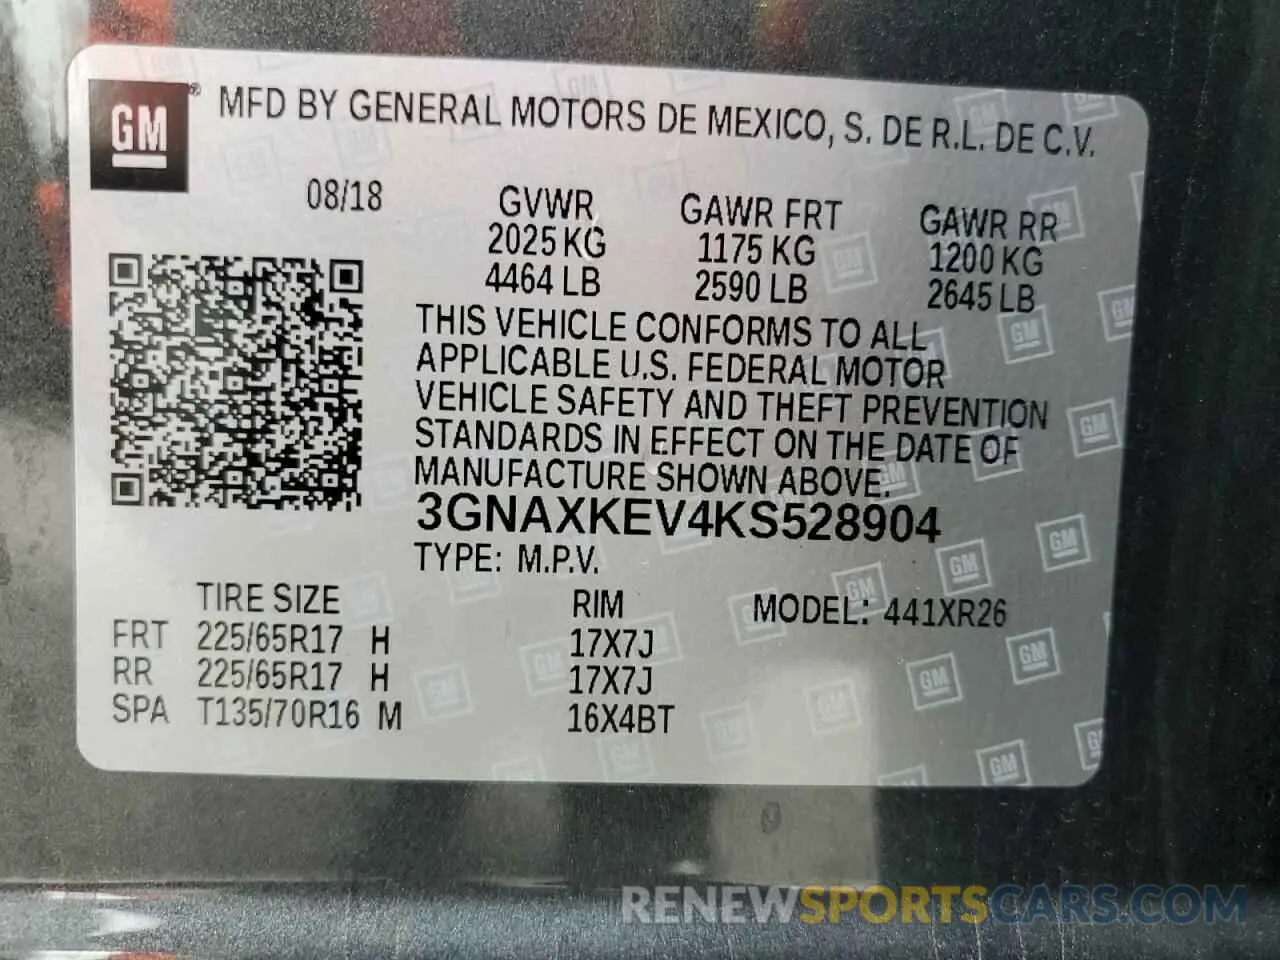 GM ® MFD BY GENERAL MOTORS DE MEXICO, S. DE R.L. DE C.V.
08/18 GVWR GAWR FRT GAWR RR
2025 KG 1175 KG 1200 KG
4464 LB 2590 LB 2645 LB
THIS VEHICLE CONFORMS TO ALL
APPLICABLE U.S. FEDERAL MOTOR
VEHICLE SAFETY AND THEFT PREVENTION
STANDARDS IN EFFECT ON THE DATE OF
MANUFACTURE SHOWN ABOVE.
3GNAXKEV4KS528904
TYPE: M.P.V.
TIRE SIZE RIM MODEL: 441XR26
FRT 225/65R17 H 17X7J
RR 225/65R17 H 17X7J
SPA T135/70R16 M 16X4BT
RENEWSPORTSCARS.COM